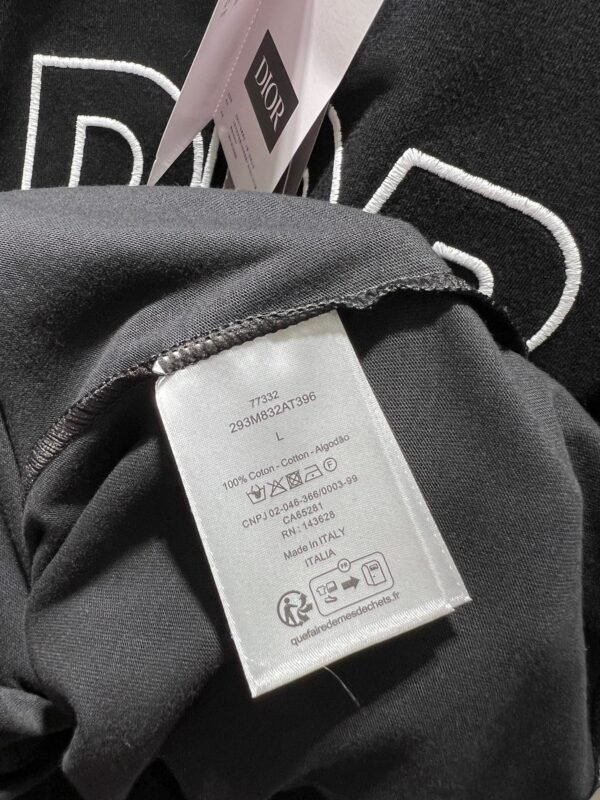 DIOR
77332
293M832AT396
L
100% Coton - Cotton - Algodão
CNPJ 02-046-366/0003-99
CA65281
RN : 143628
Made In ITALY
ITALIA
FR
quefairedemesdechets.fr